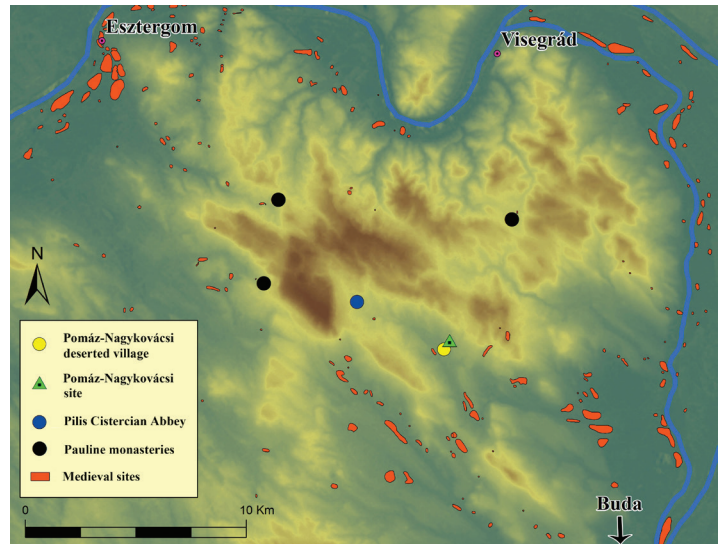 Esztergom
Visegrád
N
Pomáz-Nagykovácsi
deserted village
Pomáz-Nagykovácsi
site
Pilis Cistercian Abbey
Pauline monasteries
Medieval sites
0
10 Km
Buda